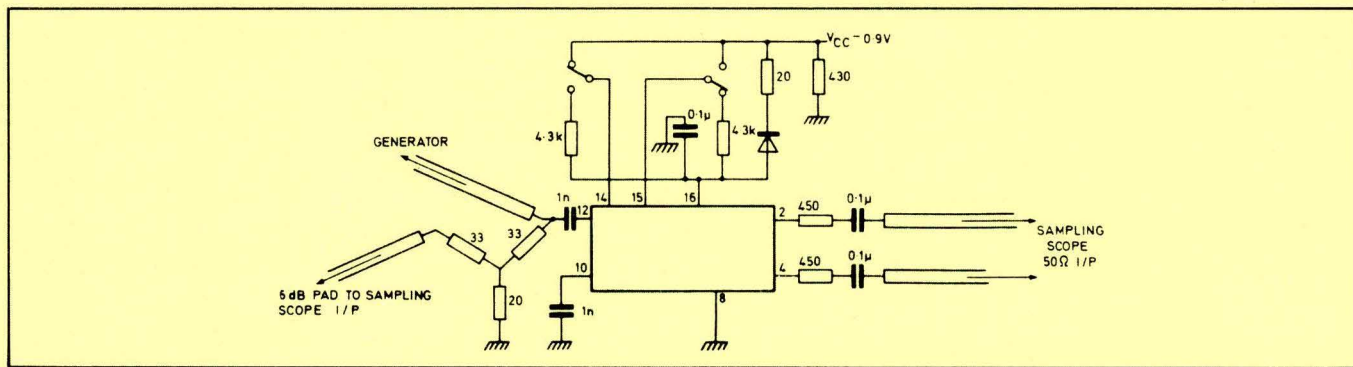 VCC-0·9V
20
430
0·1μ
4·3k
4·3k
GENERATOR
1n
14
15
16
12
2
450
0·1μ
33
33
SAMPLING
SCOPE
50Ω I/P
10
4
450
0·1μ
6dB PAD TO SAMPLING
SCOPE I/P
20
1n
8